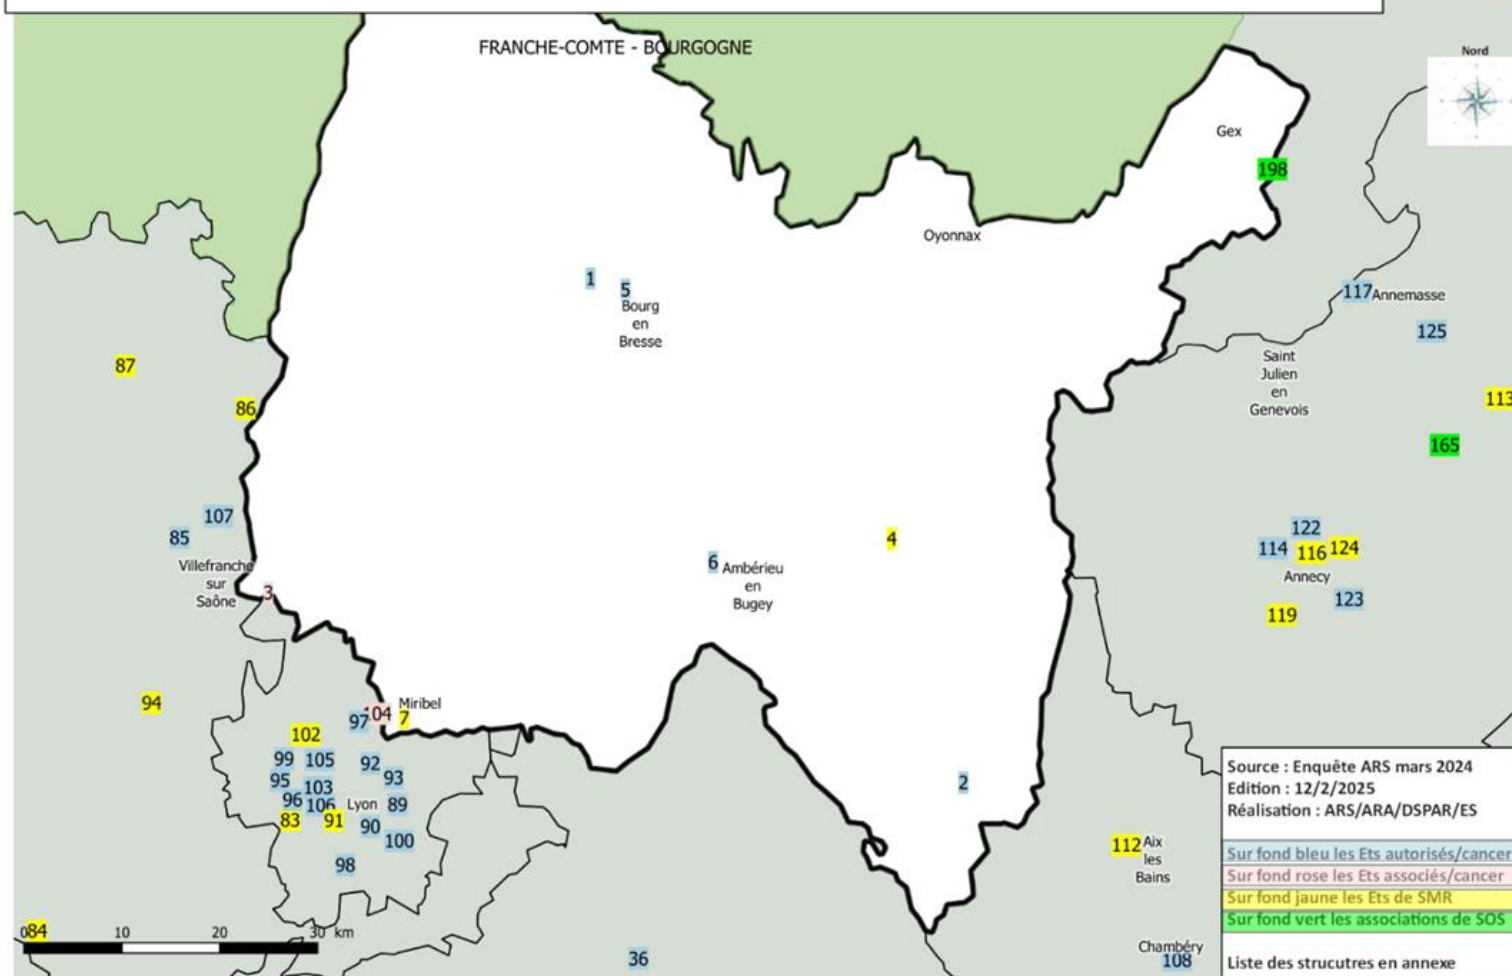 FRANCHE-COMTE - BOURGOGNE
Nord
Gex
198
Oyonnax
1
5
Bourg
en
Bresse
117 Annemasse
125
87
Saint
Julien
en
Genevois
86
113
165
107
85
4
122
114 116 124
Annecy
6 Ambérieu
en
Bugey
Villefranche
sur
Saône
3
123
119
94
Miribel
97 104 7
102
99 105 92
95 103 93
96 106 Lyon 89
83 91 90
100
98
2
112 Aix
les
Bains
Source : Enquête ARS mars 2024
Edition : 12/2/2025
Réalisation : ARS/ARA/DSPAR/ES
Sur fond bleu les Ets autorisés/cancer
Sur fond rose les Ets associés/cancer
Sur fond jaune les Ets de SMR
Sur fond vert les associations de SOS
Liste des strucutres en annexe
84
0 10 20 30 km
36
Chambéry
108